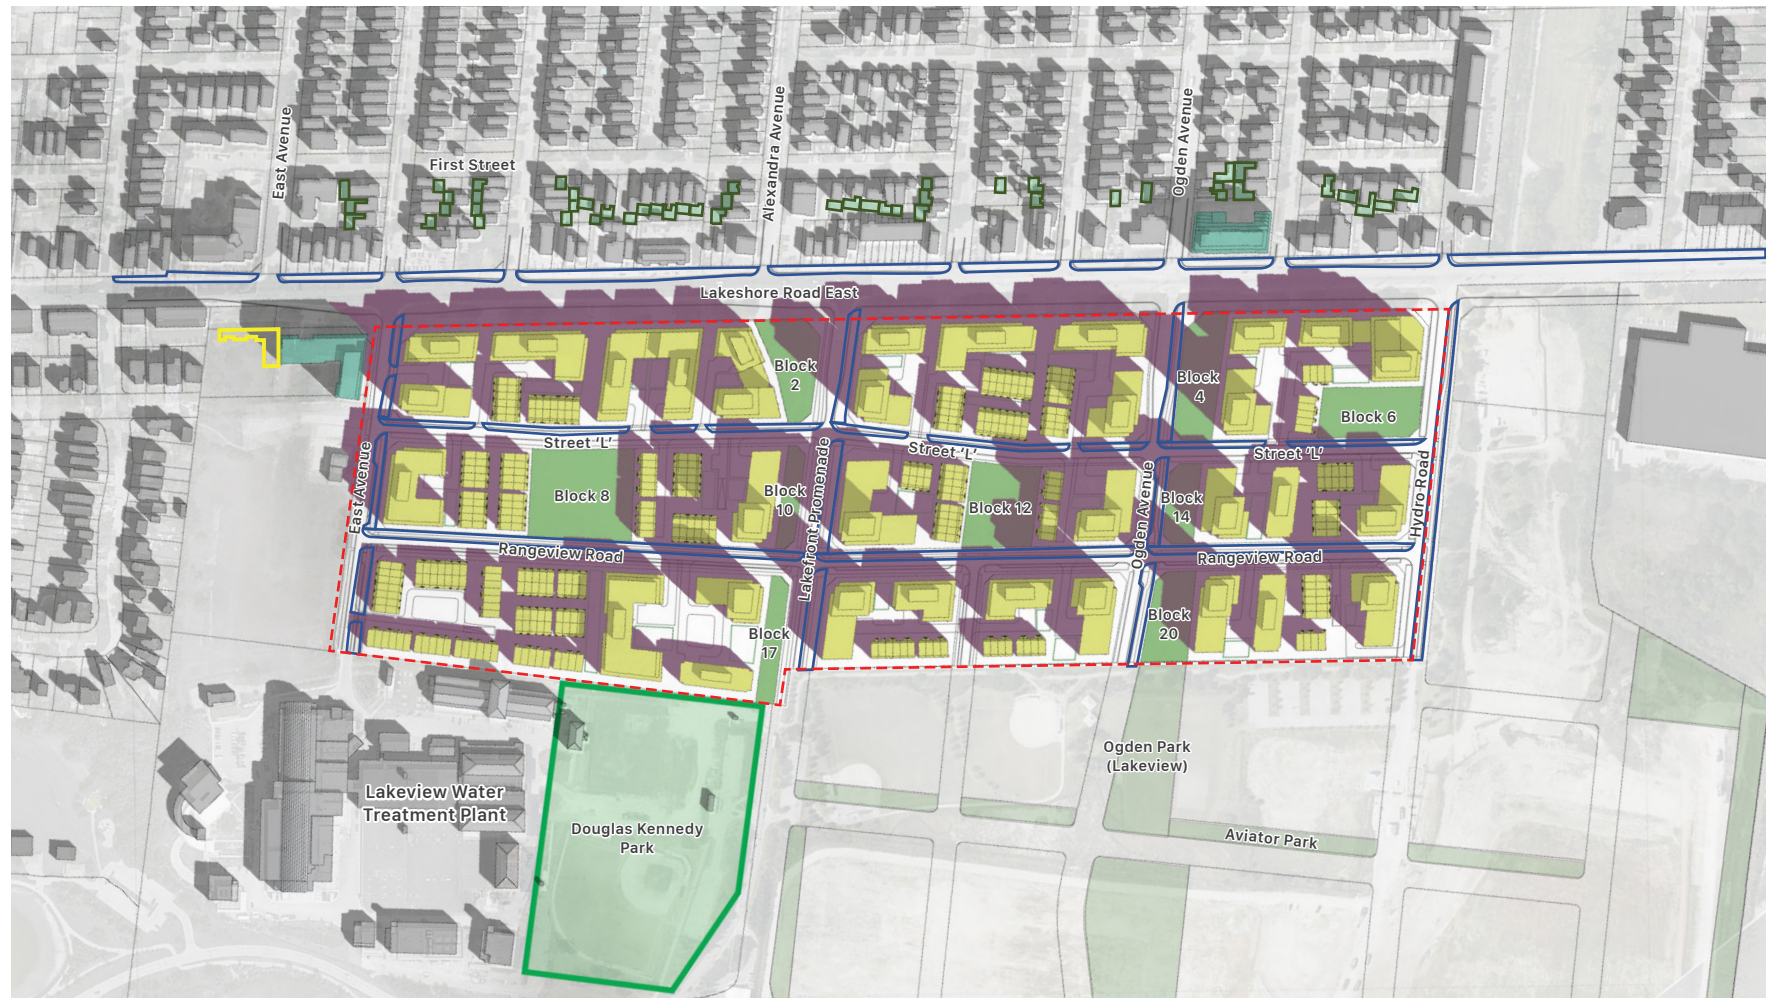 East Avenue
First Street
Alexandra Avenue
Ogden Avenue
Lakeshore Road East
Block
2
Block
4
Block 6
Street ‘L’
Street ‘L’
Street ‘L’
East Avenue
Block 8
Block
10
Lakefront Promenade
Block 12
Ogden Avenue
Block
14
Hydro Road
Rangeview Road
Rangeview Road
Block
17
Block
20
Ogden Park
(Lakeview)
Lakeview Water
Treatment Plant
Douglas Kennedy
Park
Aviator Park